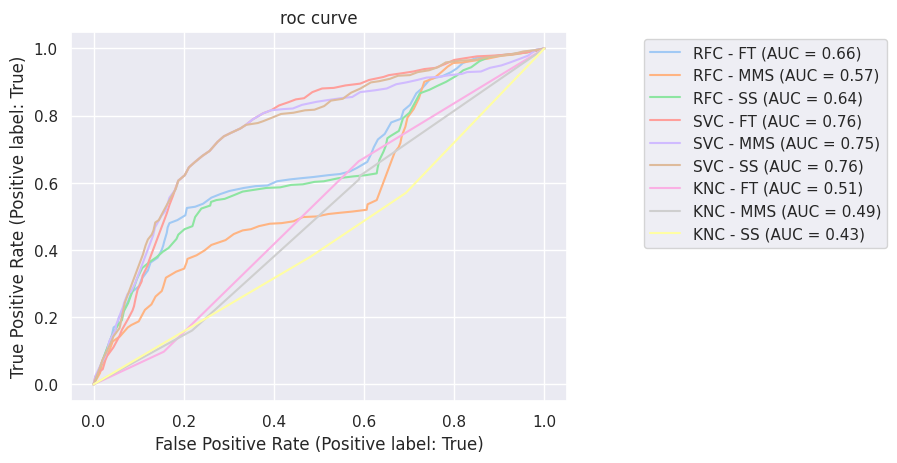 roc curve
True Positive Rate (Positive label: True)
1.0
0.8
0.6
0.4
0.2
0.0
0.0 0.2 0.4 0.6 0.8 1.0
False Positive Rate (Positive label: True)
RFC - FT (AUC = 0.66)
RFC - MMS (AUC = 0.57)
RFC - SS (AUC = 0.64)
SVC - FT (AUC = 0.76)
SVC - MMS (AUC = 0.75)
SVC - SS (AUC = 0.76)
KNC - FT (AUC = 0.51)
KNC - MMS (AUC = 0.49)
KNC - SS (AUC = 0.43)